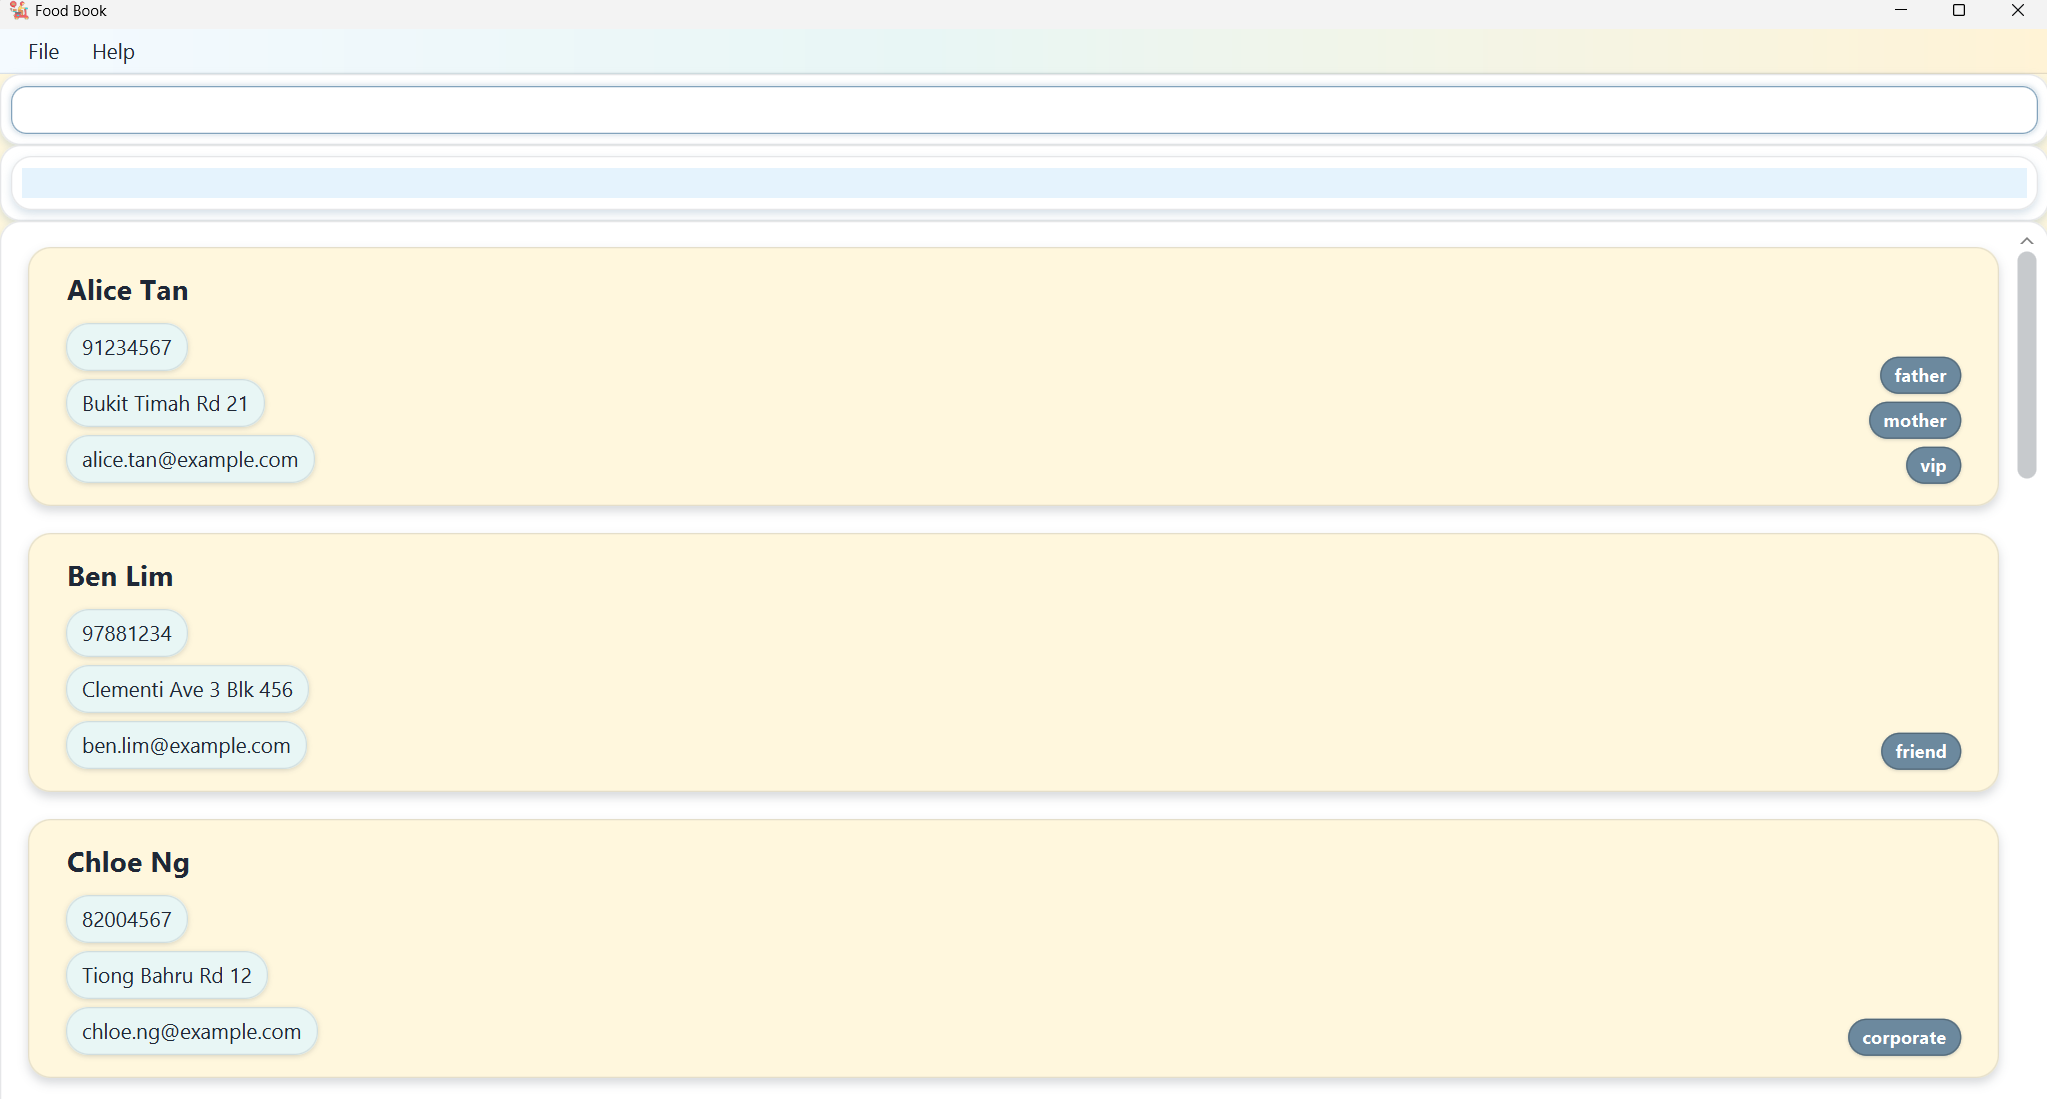 Food Book
File Help
Alice Tan
91234567
Bukit Timah Rd 21
alice.tan@example.com
father
mother
vip
Ben Lim
97881234
Clementi Ave 3 Blk 456
ben.lim@example.com
friend
Chloe Ng
82004567
Tiong Bahru Rd 12
chloe.ng@example.com
corporate